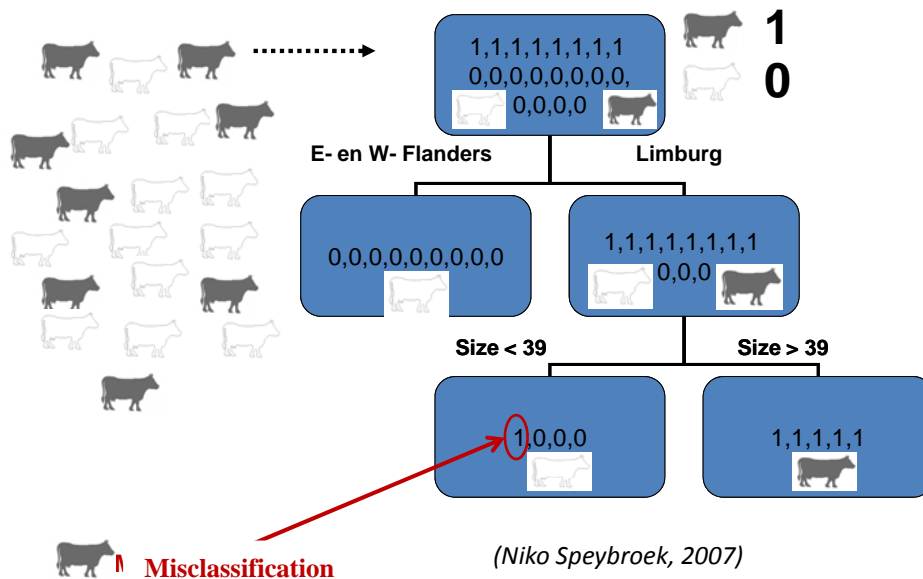 1,1,1,1,1,1,1,1
0,0,0,0,0,0,0,0,
0,0,0,0
1
0
E- en W- Flanders
Limburg
0,0,0,0,0,0,0,0,0
1,1,1,1,1,1,1,1
0,0,0
Size < 39
Size > 39
1,0,0,0
1,1,1,1,1
Misclassification
(Niko Speybroek, 2007)